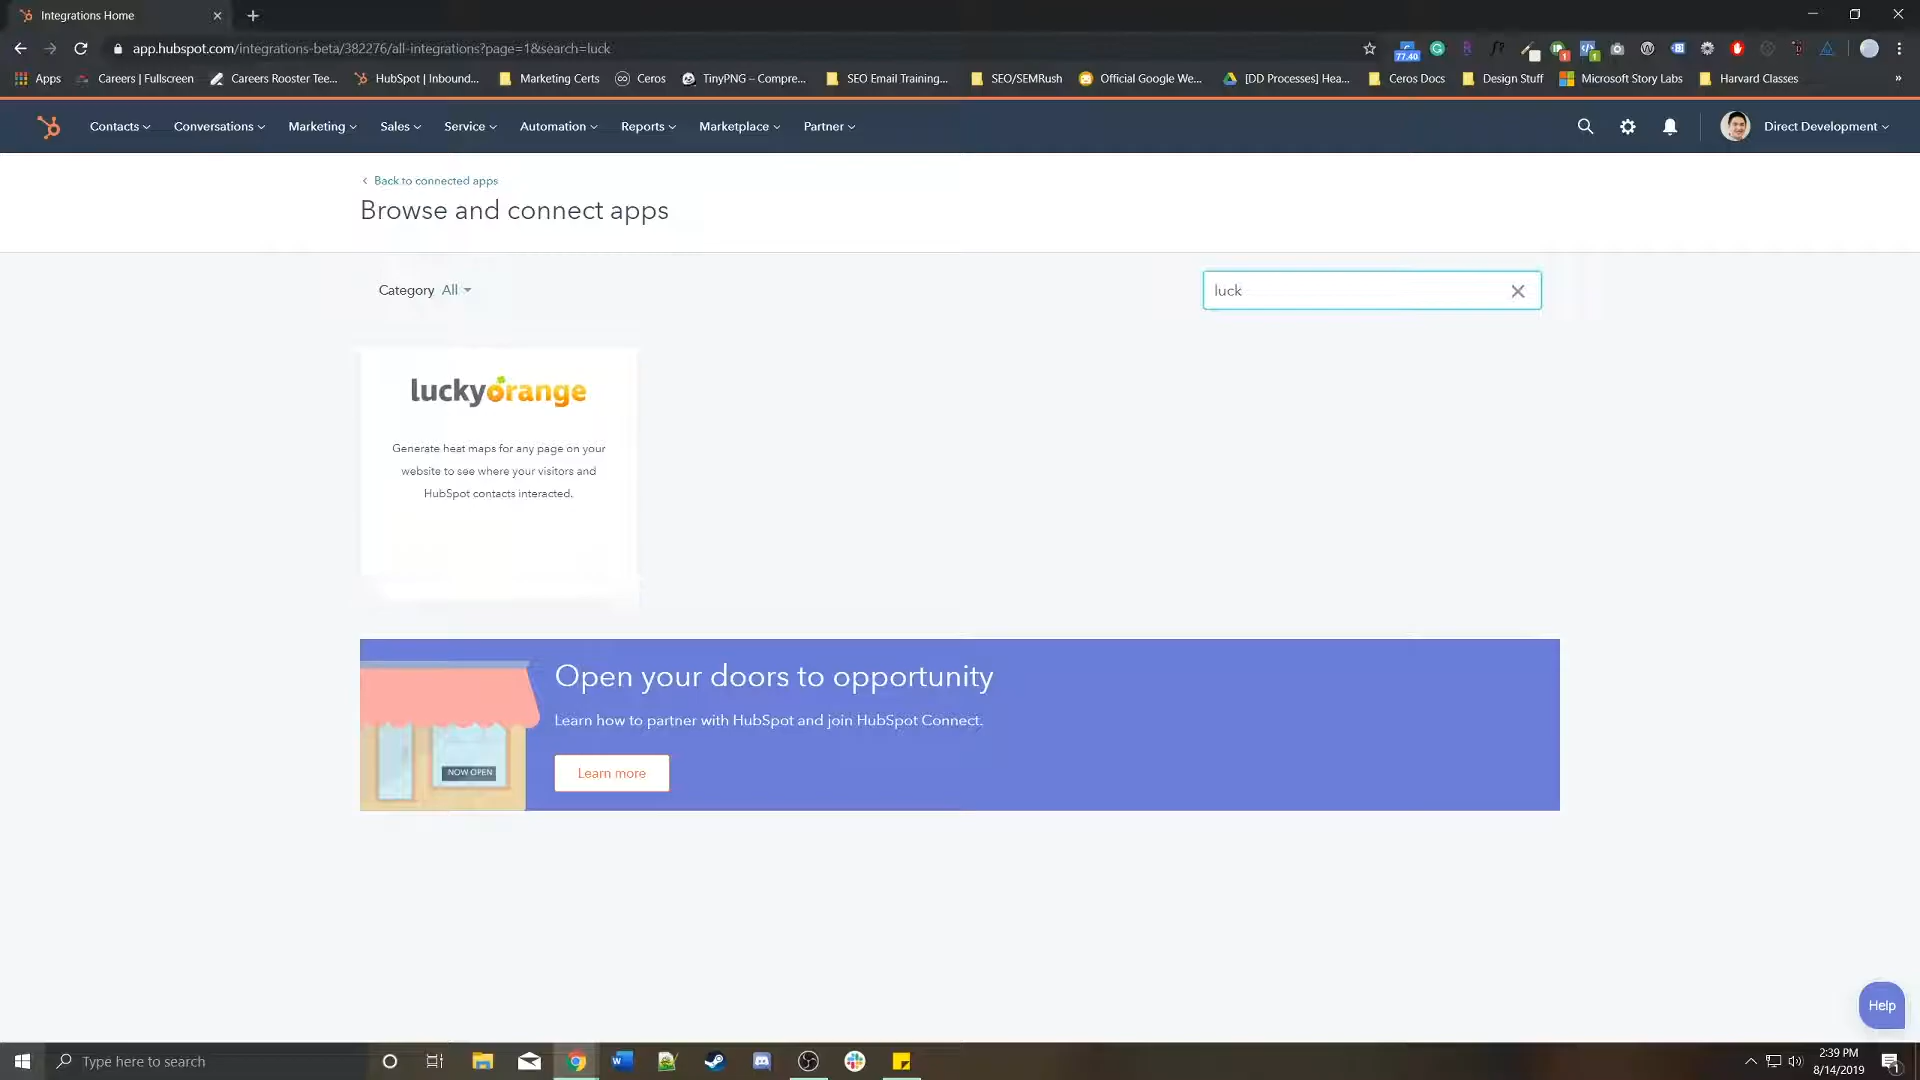 Integrations Home
app.hubspot.com/integrations-beta/382276/all-integrations?page=1&search=luck
77.40
Apps Careers | Fullscreen Careers Rooster Tee... HubSpot | Inbound... Marketing Certs Ceros TinyPNG – Compre... SEO Email Training... SEO/SEMRush Official Google We... [DD Processes] Hea... Ceros Docs Design Stuff Microsoft Story Labs Harvard Classes »
Contacts Conversations Marketing Sales Service Automation Reports Marketplace Partner Direct Development
Back to connected apps
Browse and connect apps
Category All
luck
luckyorange
Generate heat maps for any page on your
website to see where your visitors and
HubSpot contacts interacted.
Open your doors to opportunity
Learn how to partner with HubSpot and join HubSpot Connect.
NOW OPEN
Learn more
Help
Type here to search
2:39 PM
8/14/2019